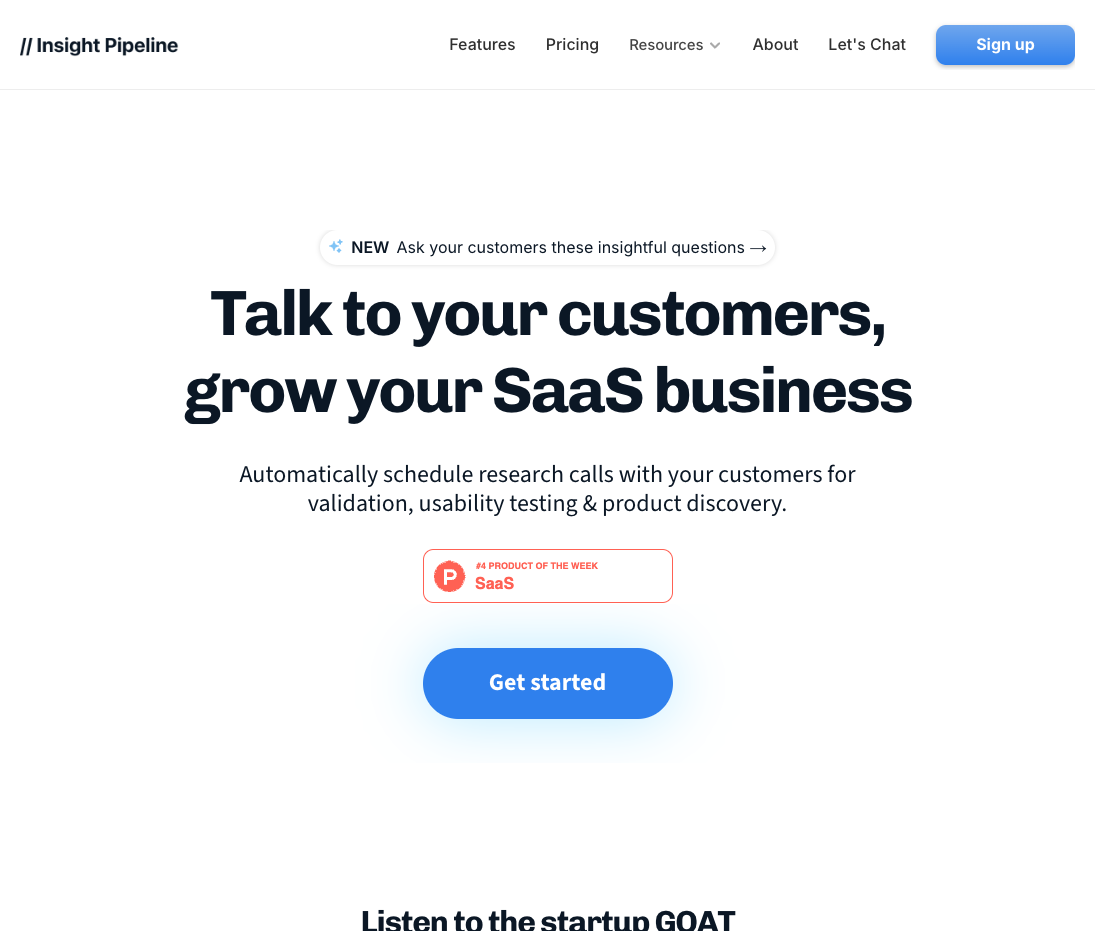 // Insight Pipeline
Features
Pricing
Resources
About
Let's Chat
Sign up
NEW Ask your customers these insightful questions →
Talk to your customers,
grow your SaaS business
Automatically schedule research calls with your customers for
validation, usability testing & product discovery.
P
#4 PRODUCT OF THE WEEK
SaaS
Get started
Listen to the startup GOAT